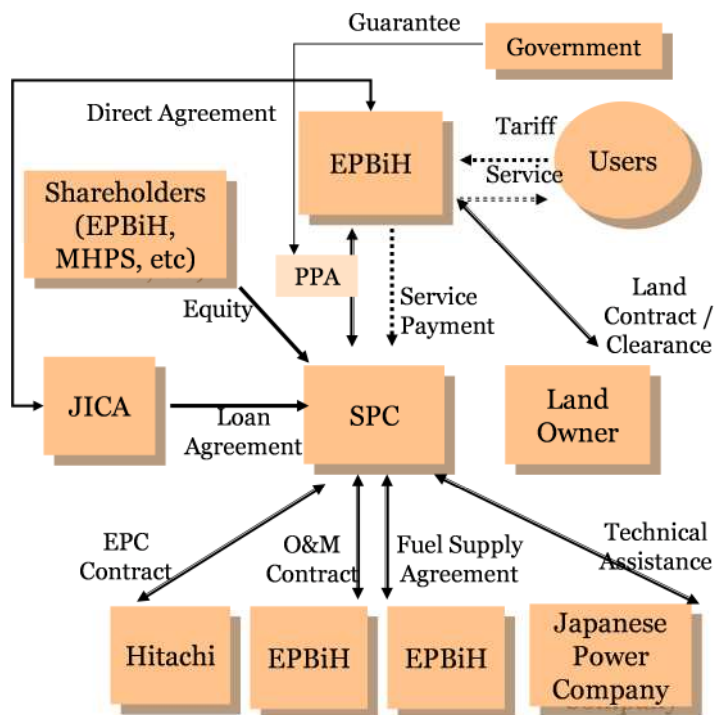 Guarantee
Government
Direct Agreement
EPBiH
Tariff
Service
Users
Shareholders
(EPBiH,
MHPS, etc)
PPA
Equity
Service
Payment
Land
Contract /
Clearance
JICA
Loan
Agreement
SPC
Land
Owner
EPC
Contract
O&M
Contract
Fuel Supply
Agreement
Technical
Assistance
Hitachi
EPBiH
EPBiH
Japanese
Power
Company